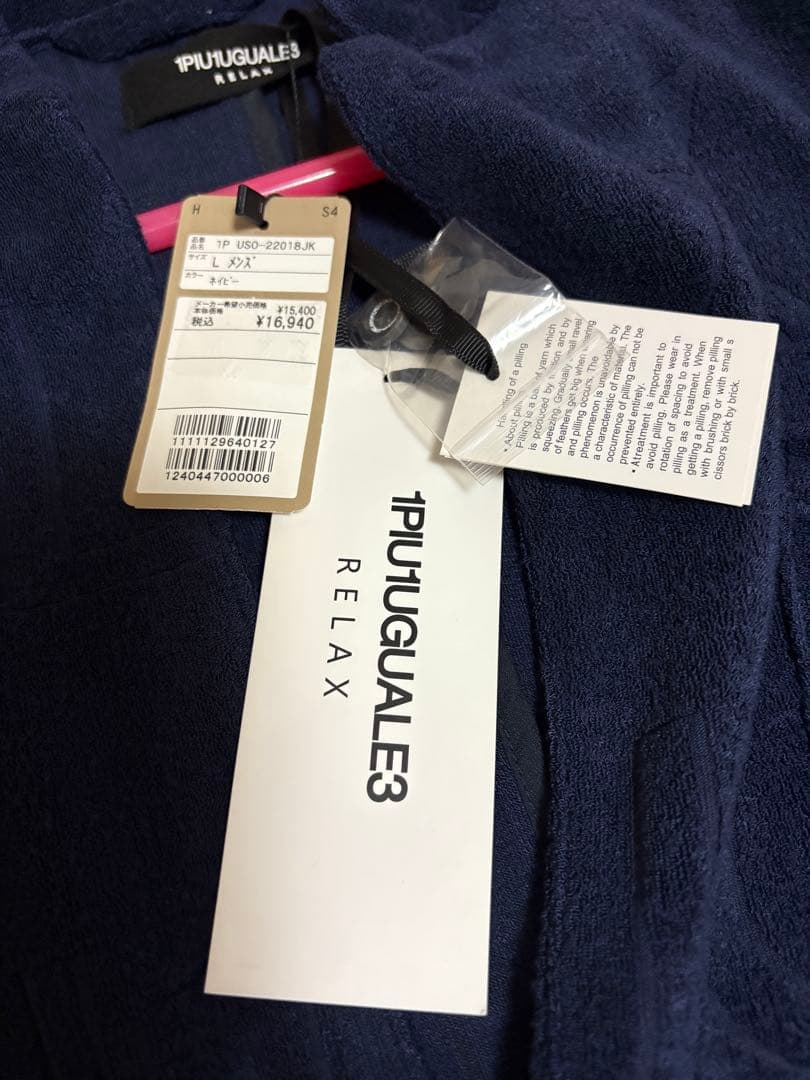 1PIU1UGUALE3
RELAX
H S4
品番
品名 1P USO-22018JK
サイズ L メンズ
カラー ネイビー
メーカー希望小売価格
本体価格 ¥15,400
税込 ¥16,940
1111129640127
1240447000006
of a pilling
• About
Pilling is a of yarn which
is produced by and by
squeezing. Gradually ravel
of feathers get big when wearing
and pilling occurs. The
phenomenon is unavoidable by
a characteristic of material. The
occurrence of pilling can not be
prevented entirely.
• Atreatment is important to
avoid pilling. Please wear in
rotation of spacing to avoid
pilling as a treatment. When
getting a pilling, remove pilling
with brushing or with small s
cissors brick by brick.
1PIU1UGUALE3
RELAX